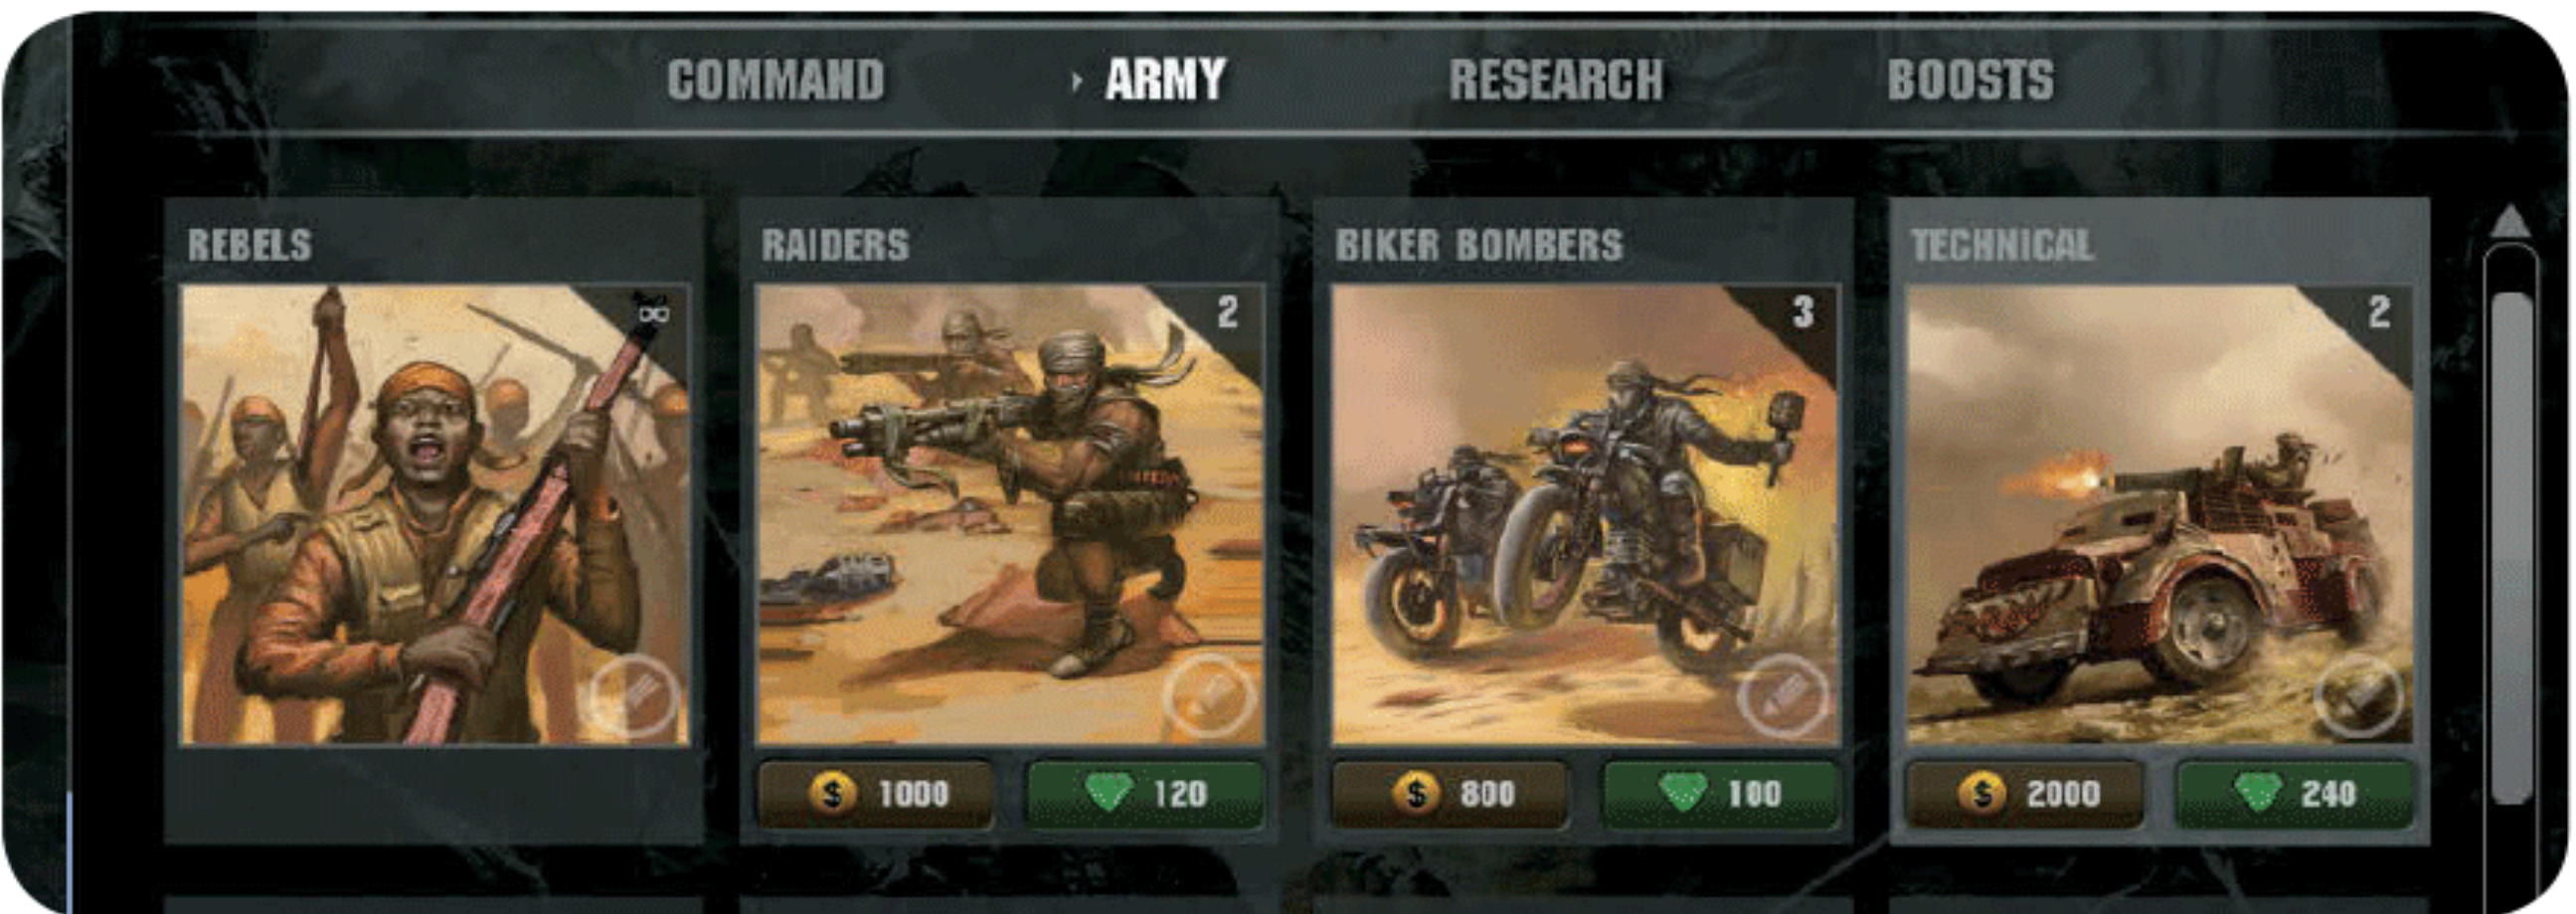 COMMAND ARMY RESEARCH BOOSTS
REBELS RAIDERS BIKER BOMBERS TECHNICAL
∞ 2 3 2
$ 1000 120 $ 800 100 $ 2000 240